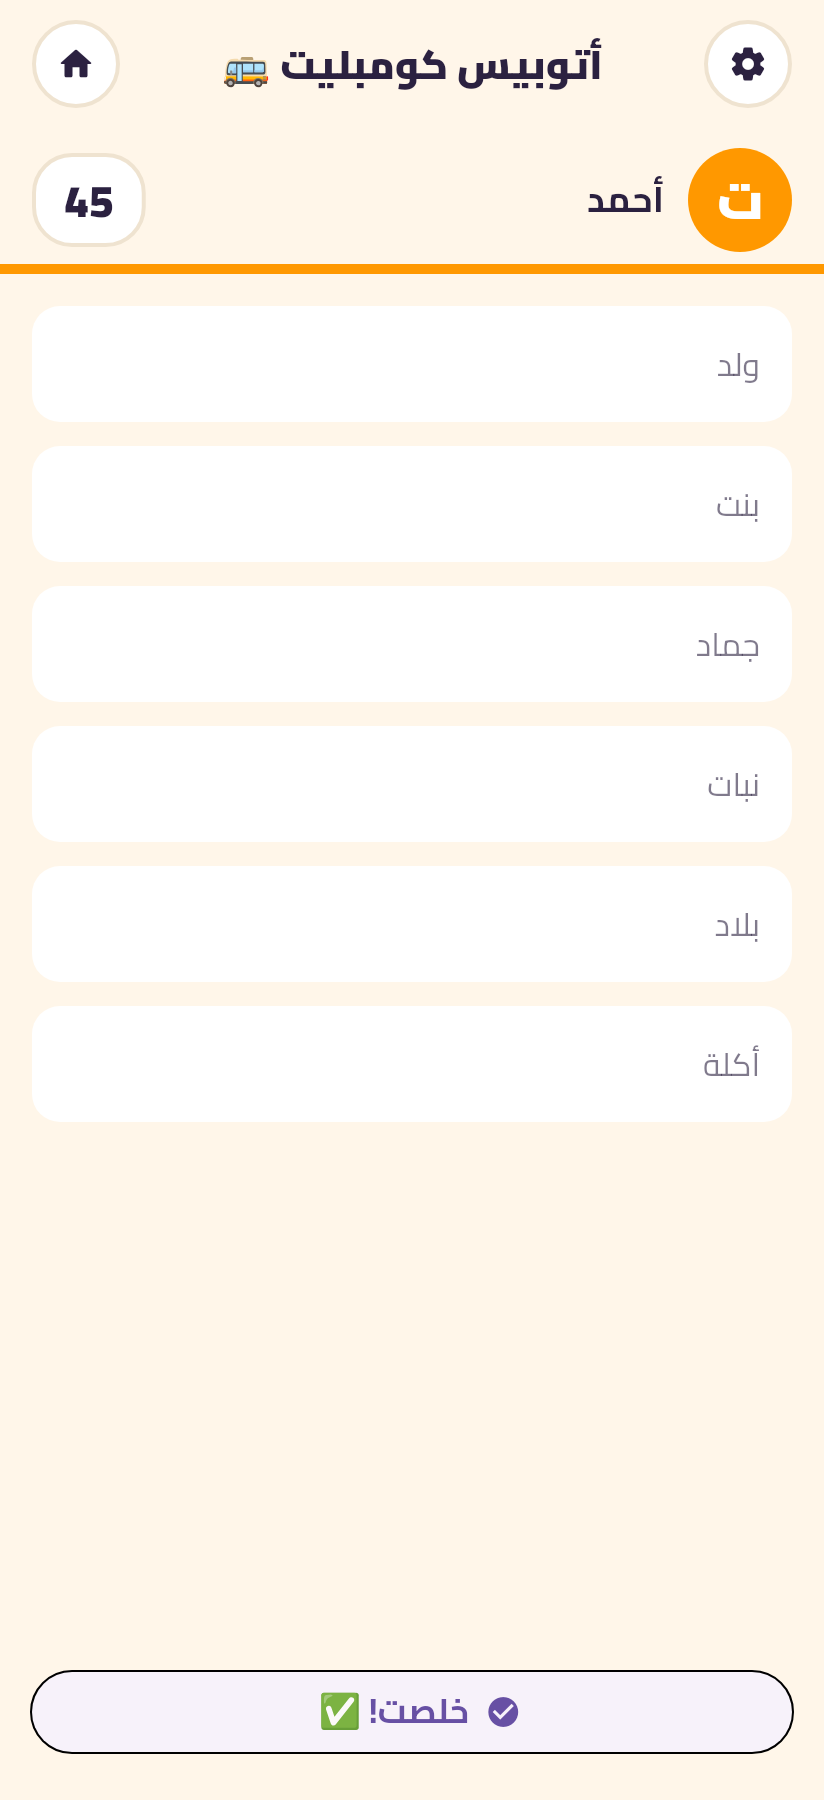 أتوبيس كومبليت 🚌
ت
أحمد
45
ولد
بنت
جماد
نبات
بلاد
أكلة
خلصت! ✅